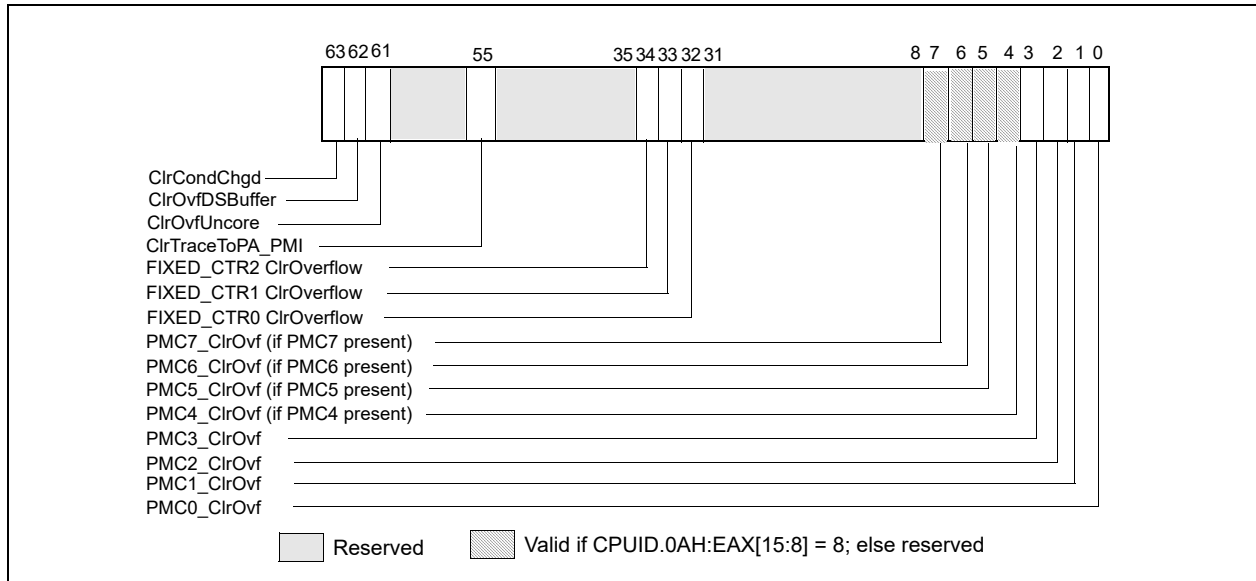 63 62 61 55 35 34 33 32 31 8 7 6 5 4 3 2 1 0
ClrCondChgd
ClrOvfDSBuffer
ClrOvfUncore
ClrTraceToPA_PMI
FIXED_CTR2 ClrOverflow
FIXED_CTR1 ClrOverflow
FIXED_CTR0 ClrOverflow
PMC7_ClrOvf (if PMC7 present)
PMC6_ClrOvf (if PMC6 present)
PMC5_ClrOvf (if PMC5 present)
PMC4_ClrOvf (if PMC4 present)
PMC3_ClrOvf
PMC2_ClrOvf
PMC1_ClrOvf
PMC0_ClrOvf
Reserved Valid if CPUID.0AH:EAX[15:8] = 8; else reserved